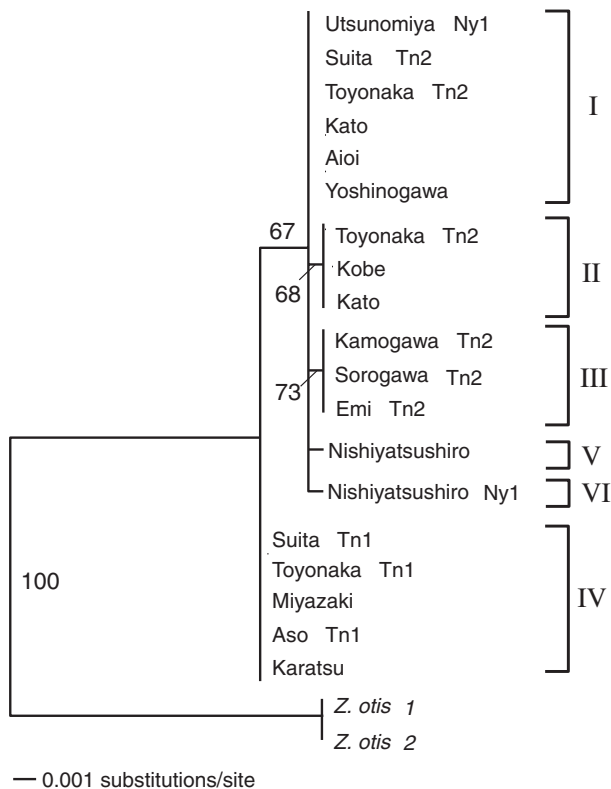 Utsunomiya Ny1
Suita Tn2
Toyonaka Tn2
Kato
Aioi
Yoshinogawa
I
67
Toyonaka Tn2
Kobe
Kato
68
II
Kamogawa Tn2
Sorogawa Tn2
Emi Tn2
73
III
Nishiyatsushiro
V
Nishiyatsushiro Ny1
VI
Suita Tn1
Toyonaka Tn1
Miyazaki
Aso Tn1
Karatsu
IV
100
Z. otis 1
Z. otis 2
0.001 substitutions/site